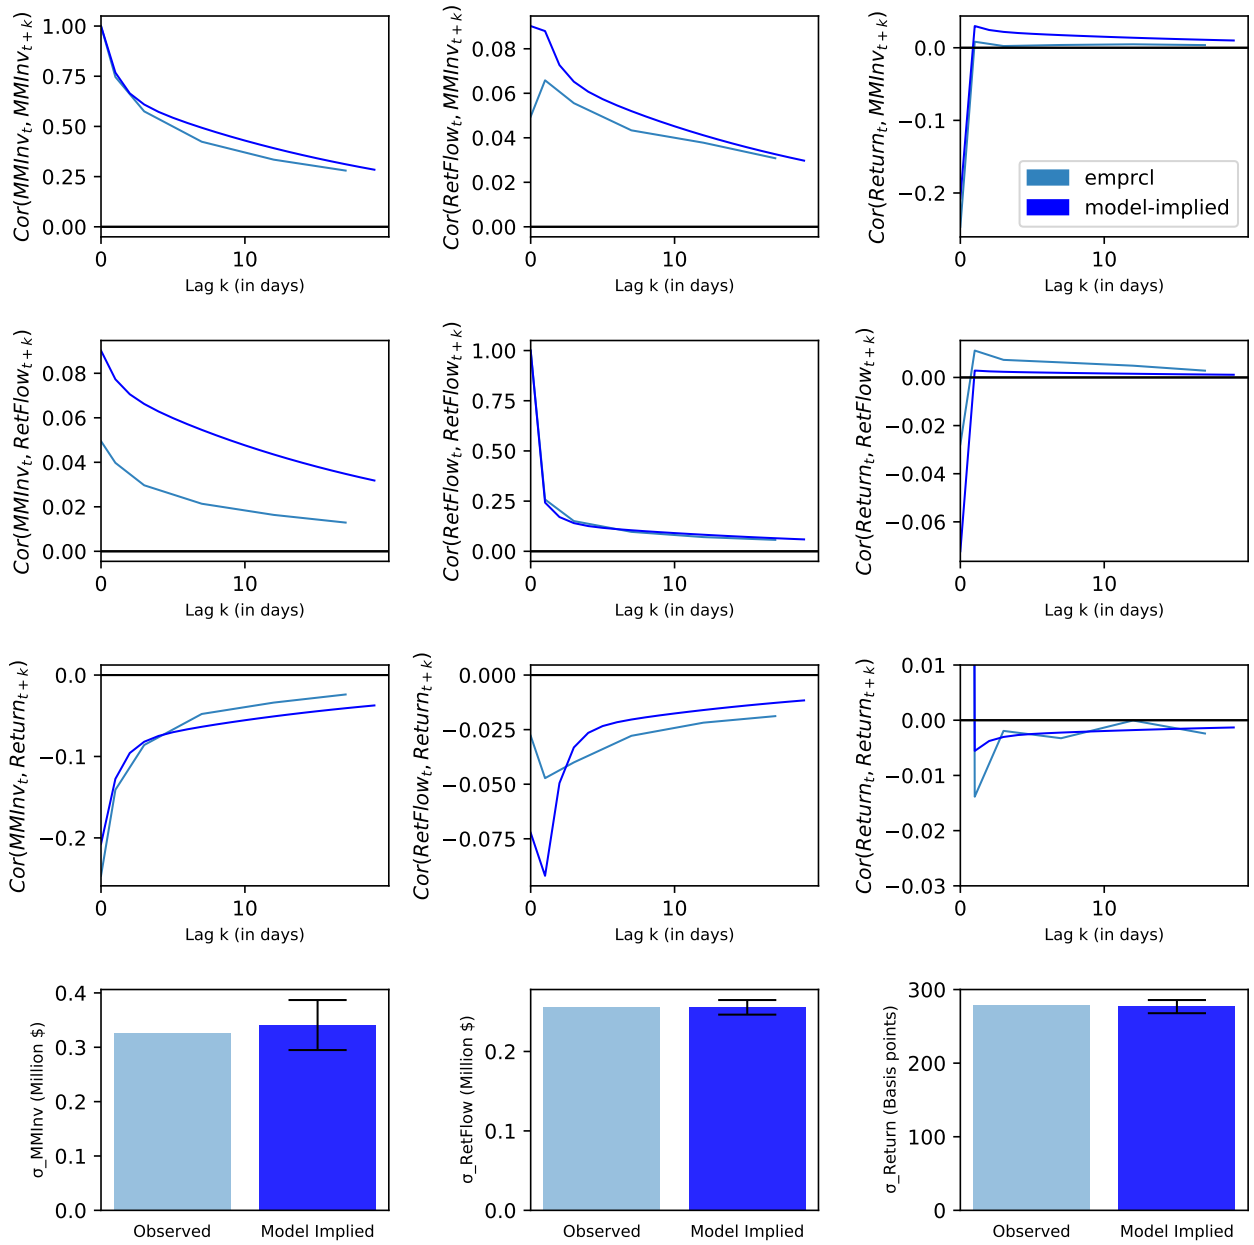 Cor(MMInv_t, MMInv_{t+k})
1.00
0.75
0.50
0.25
0.00
0
10
Lag k (in days)
Cor(RetFlow_t, MMInv_{t+k})
0.08
0.06
0.04
0.02
0.00
0
10
Lag k (in days)
Cor(Return_t, MMInv_{t+k})
0.0
−0.1
−0.2
emprcl
model-implied
0
10
Lag k (in days)
Cor(MMInv_t, RetFlow_{t+k})
0.08
0.06
0.04
0.02
0.00
0
10
Lag k (in days)
Cor(RetFlow_t, RetFlow_{t+k})
1.00
0.75
0.50
0.25
0.00
0
10
Lag k (in days)
Cor(Return_t, RetFlow_{t+k})
0.00
−0.02
−0.04
−0.06
0
10
Lag k (in days)
Cor(MMInv_t, Return_{t+k})
0.0
−0.1
−0.2
0
10
Lag k (in days)
Cor(RetFlow_t, Return_{t+k})
0.000
−0.025
−0.050
−0.075
0
10
Lag k (in days)
Cor(Return_t, Return_{t+k})
0.01
0.00
−0.01
−0.02
−0.03
0
10
Lag k (in days)
σ_MMInv (Million $)
0.4
0.3
0.2
0.1
0.0
Observed
Model Implied
σ_RetFlow (Million $)
0.2
0.1
0.0
Observed
Model Implied
σ_Return (Basis points)
300
200
100
0
Observed
Model Implied